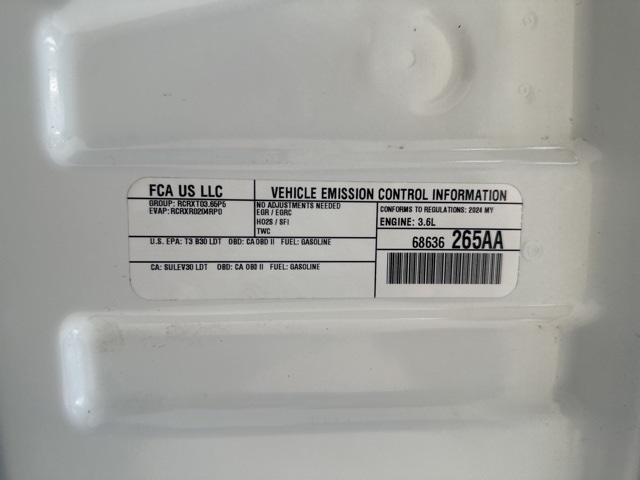 FCA US LLC
VEHICLE EMISSION CONTROL INFORMATION
GROUP: RCRXT03.65P5
EVAP: RCRXR0204RP0
NO ADJUSTMENTS NEEDED
EGR / EGRC
HO2S / SFI
TWC
CONFORMS TO REGULATIONS: 2024 MY
ENGINE: 3.6L
U.S. EPA: T3 B30 LDT OBD: CA OBD II FUEL: GASOLINE
CA: SULEV30 LDT OBD: CA OBD II FUEL: GASOLINE
68636 265AA